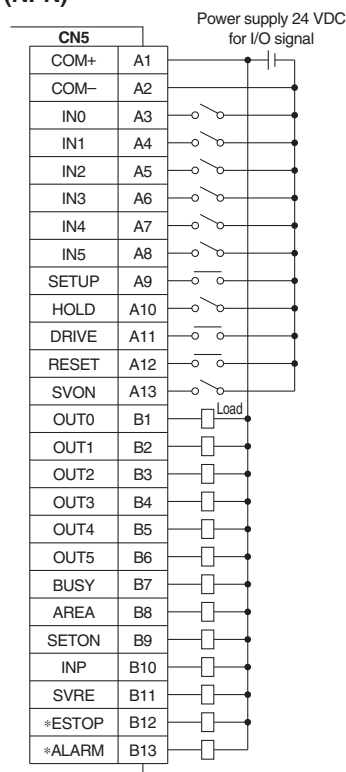 (NPN)
Power supply 24 VDC
for I/O signal
CN5
COM+ A1
COM– A2
IN0 A3
IN1 A4
IN2 A5
IN3 A6
IN4 A7
IN5 A8
SETUP A9
HOLD A10
DRIVE A11
RESET A12
SVON A13
OUT0 B1 Load
OUT1 B2
OUT2 B3
OUT3 B4
OUT4 B5
OUT5 B6
BUSY B7
AREA B8
SETON B9
INP B10
SVRE B11
*ESTOP B12
*ALARM B13